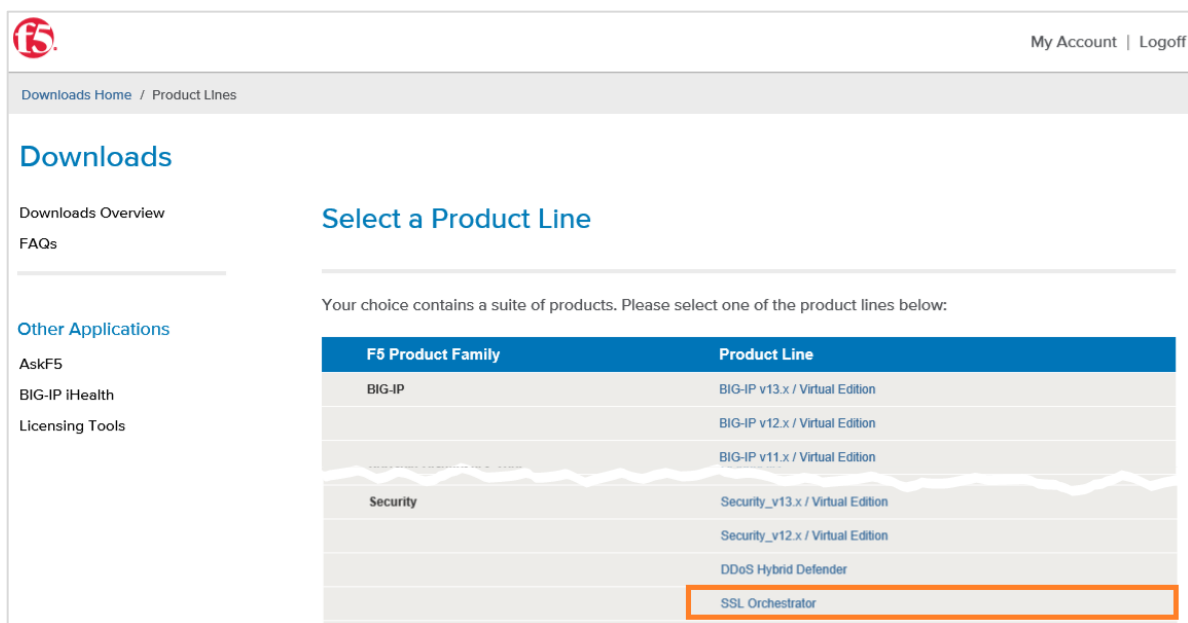 f5.
My Account | Logoff
Downloads Home / Product Lines
Downloads
Downloads Overview
FAQs
Other Applications
AskF5
BIG-IP iHealth
Licensing Tools
Select a Product Line
Your choice contains a suite of products. Please select one of the product lines below:
F5 Product Family Product Line
BIG-IP BIG-IP v13.x / Virtual Edition
BIG-IP v12.x / Virtual Edition
BIG-IP v11.x / Virtual Edition
Security Security_v13.x / Virtual Edition
Security_v12.x / Virtual Edition
DDoS Hybrid Defender
SSL Orchestrator